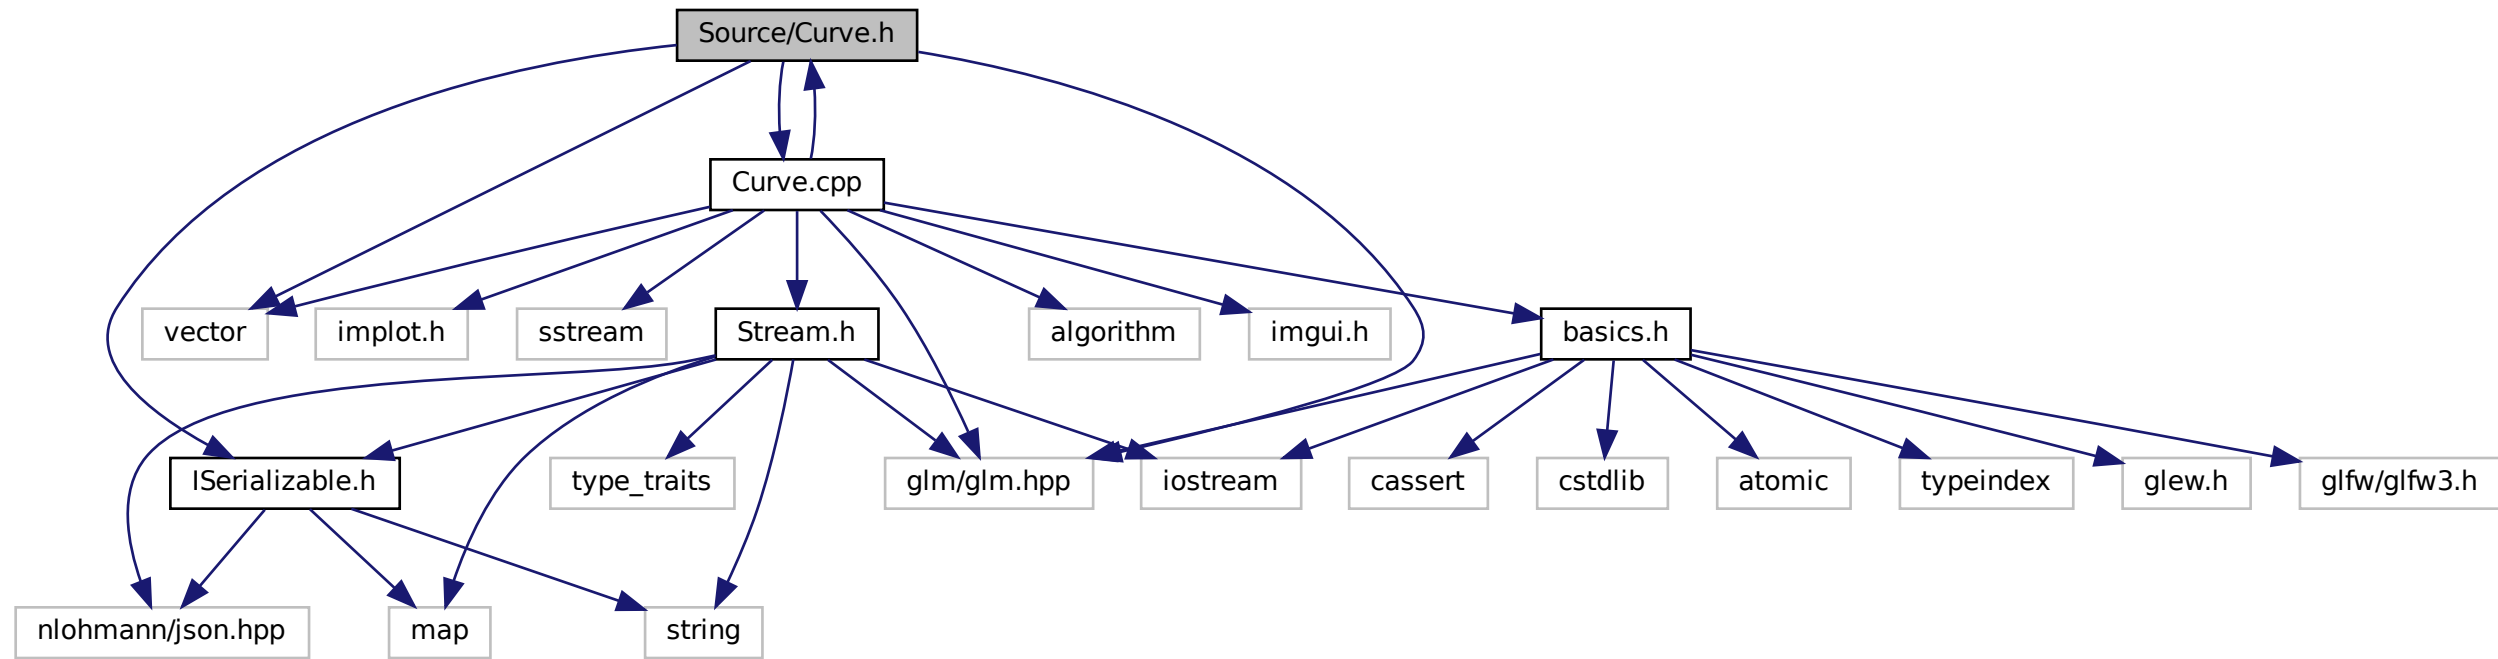 Source/Curve.h
Curve.cpp
vector
implot.h
sstream
Stream.h
algorithm
imgui.h
basics.h
ISerializable.h
type_traits
glm/glm.hpp
iostream
cassert
cstdlib
atomic
typeindex
glew.h
glfw/glfw3.h
nlohmann/json.hpp
map
string